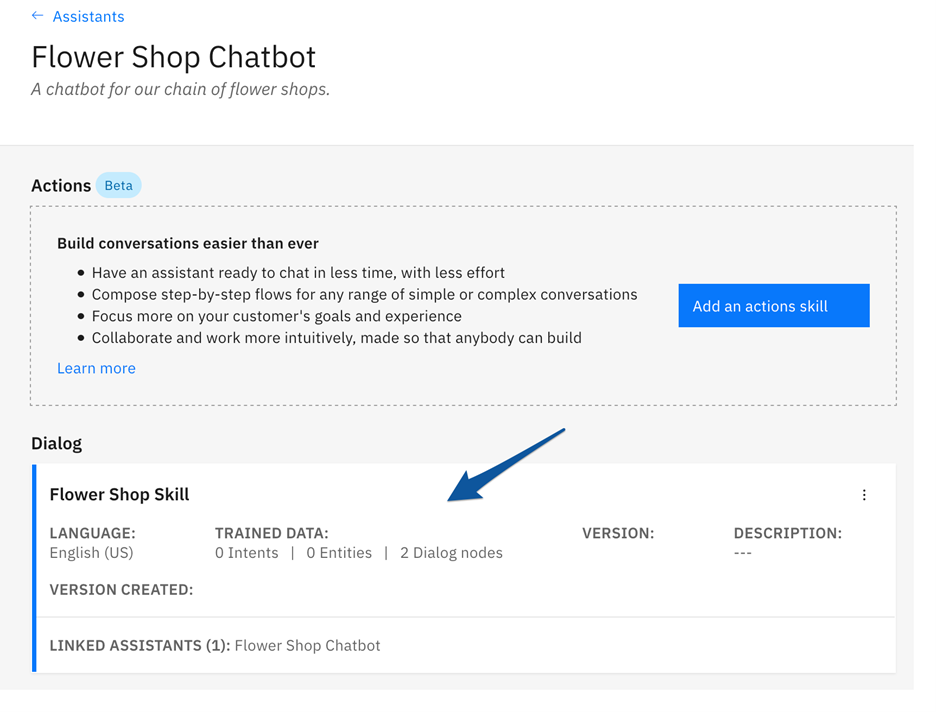 ← Assistants
Flower Shop Chatbot
A chatbot for our chain of flower shops.
Actions Beta
Build conversations easier than ever
• Have an assistant ready to chat in less time, with less effort
• Compose step-by-step flows for any range of simple or complex conversations
• Focus more on your customer's goals and experience
• Collaborate and work more intuitively, made so that anybody can build
Add an actions skill
Learn more
Dialog
Flower Shop Skill
LANGUAGE: TRAINED DATA: VERSION: DESCRIPTION:
English (US) 0 Intents | 0 Entities | 2 Dialog nodes ---
VERSION CREATED:
LINKED ASSISTANTS (1): Flower Shop Chatbot